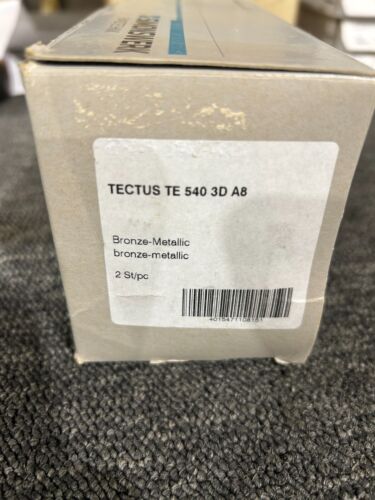 TECTUS TE 540 3D A8
Bronze-Metallic
bronze-metallic
2 St/pc